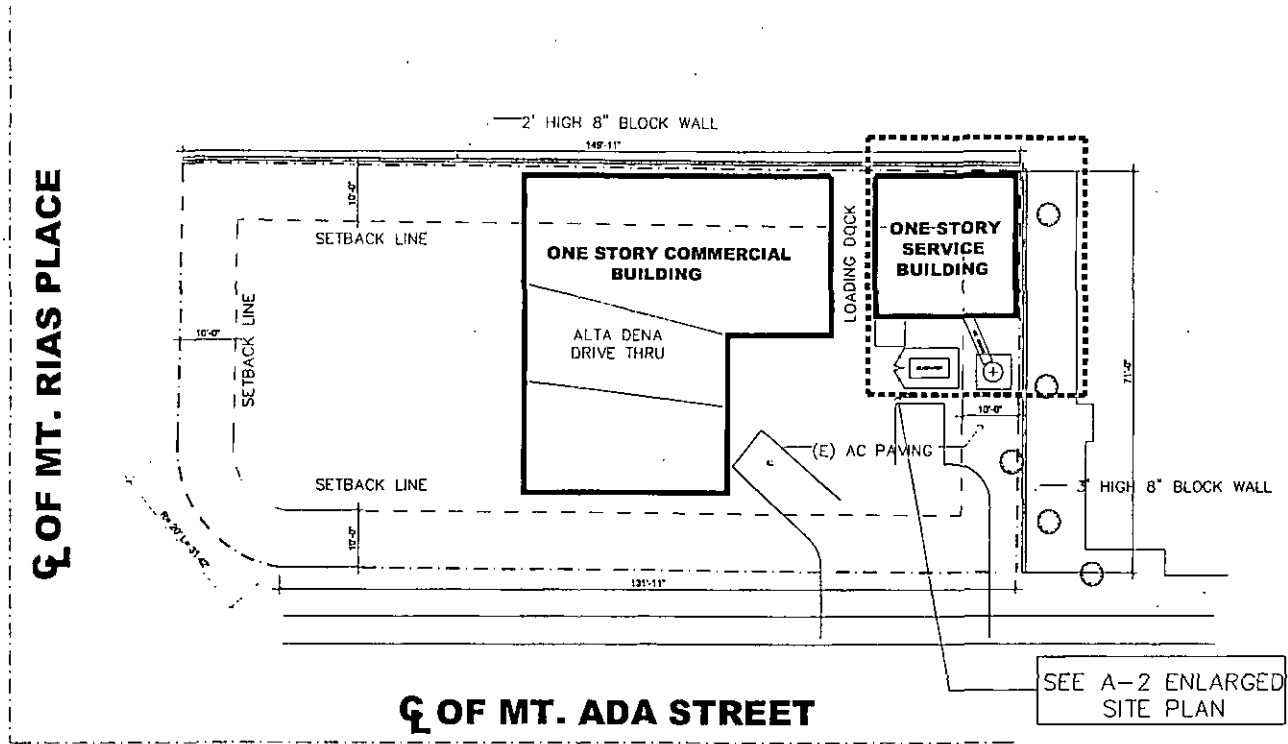 2' HIGH 8" BLOCK WALL
149'-11"
10'-0"
SETBACK LINE
ONE STORY COMMERCIAL
BUILDING
LOADING DOCK
ONE-STORY
SERVICE
BUILDING
℄ OF MT. RIAS PLACE
10'-0"
SETBACK LINE
ALTA DENA
DRIVE THRU
71'-0"
10'-0"
(E) AC PAVING
SETBACK LINE
3' HIGH 8" BLOCK WALL
R= 20' L= 31.42'
10'-0"
131'-11"
SEE A-2 ENLARGED
SITE PLAN
℄ OF MT. ADA STREET